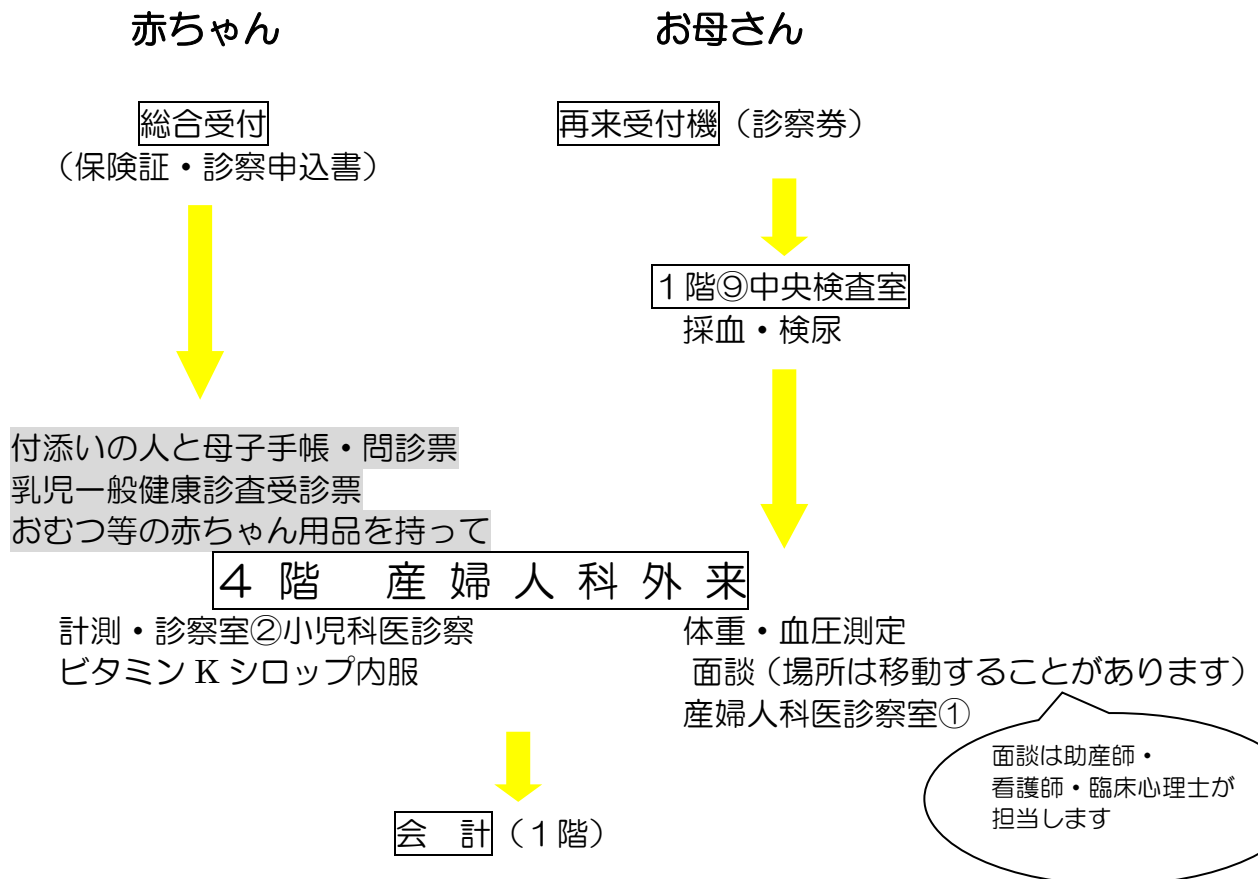 赤ちゃん
お母さん
総合受付
（保険証・診察申込書）
再来受付機（診察券）
１階⑨中央検査室
採血・検尿
付添いの人と母子手帳・問診票
乳児一般健康診査受診票
おむつ等の赤ちゃん用品を持って
４階　産婦人科外来
計測・診察室②小児科医診察
ビタミンＫシロップ内服
体重・血圧測定
面談（場所は移動することがあります）
産婦人科医診察室①
面談は助産師・
看護師・臨床心理士が
担当します
会　計（１階）